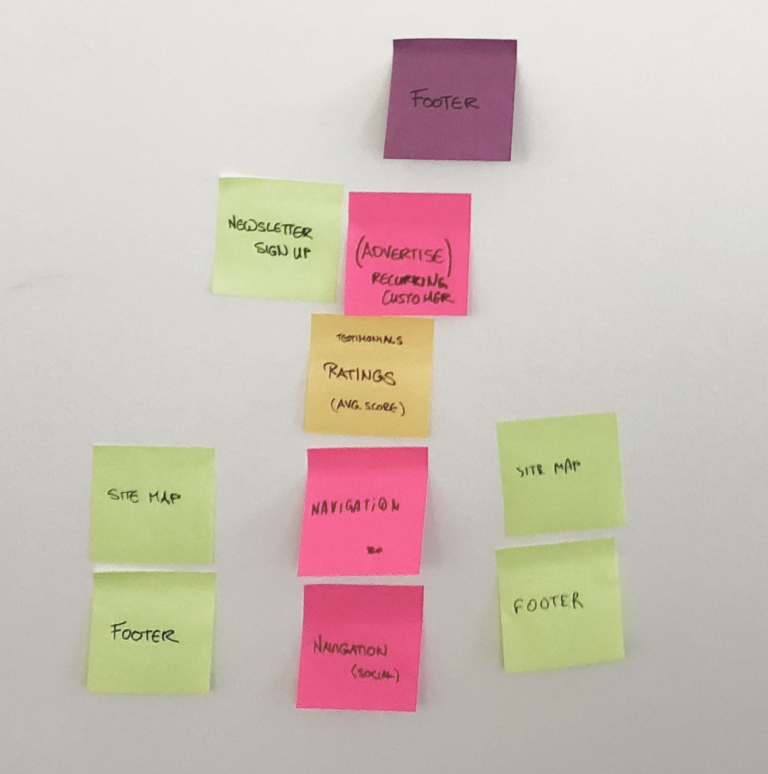 FOOTER
NEWSLETTER
SIGN UP
(ADVERTISE)
RECURRING
CUSTOMER
TESTIMONIALS
RATINGS
(AVG. SCORE)
SITE MAP
NAVIGATION
SITE MAP
FOOTER
NAVIGATION
(SOCIAL)
FOOTER